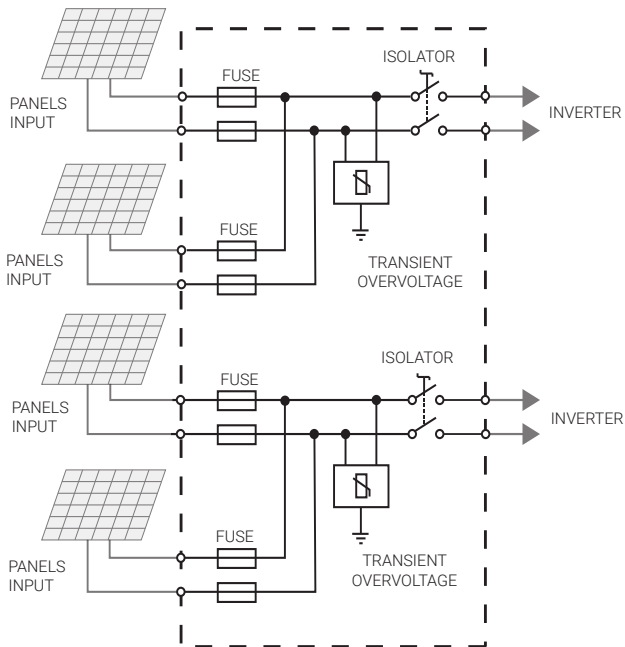 ISOLATOR
FUSE
PANELS
INPUT
INVERTER
FUSE
PANELS
INPUT
TRANSIENT
OVERVOLTAGE
ISOLATOR
FUSE
PANELS
INPUT
INVERTER
FUSE
PANELS
INPUT
TRANSIENT
OVERVOLTAGE